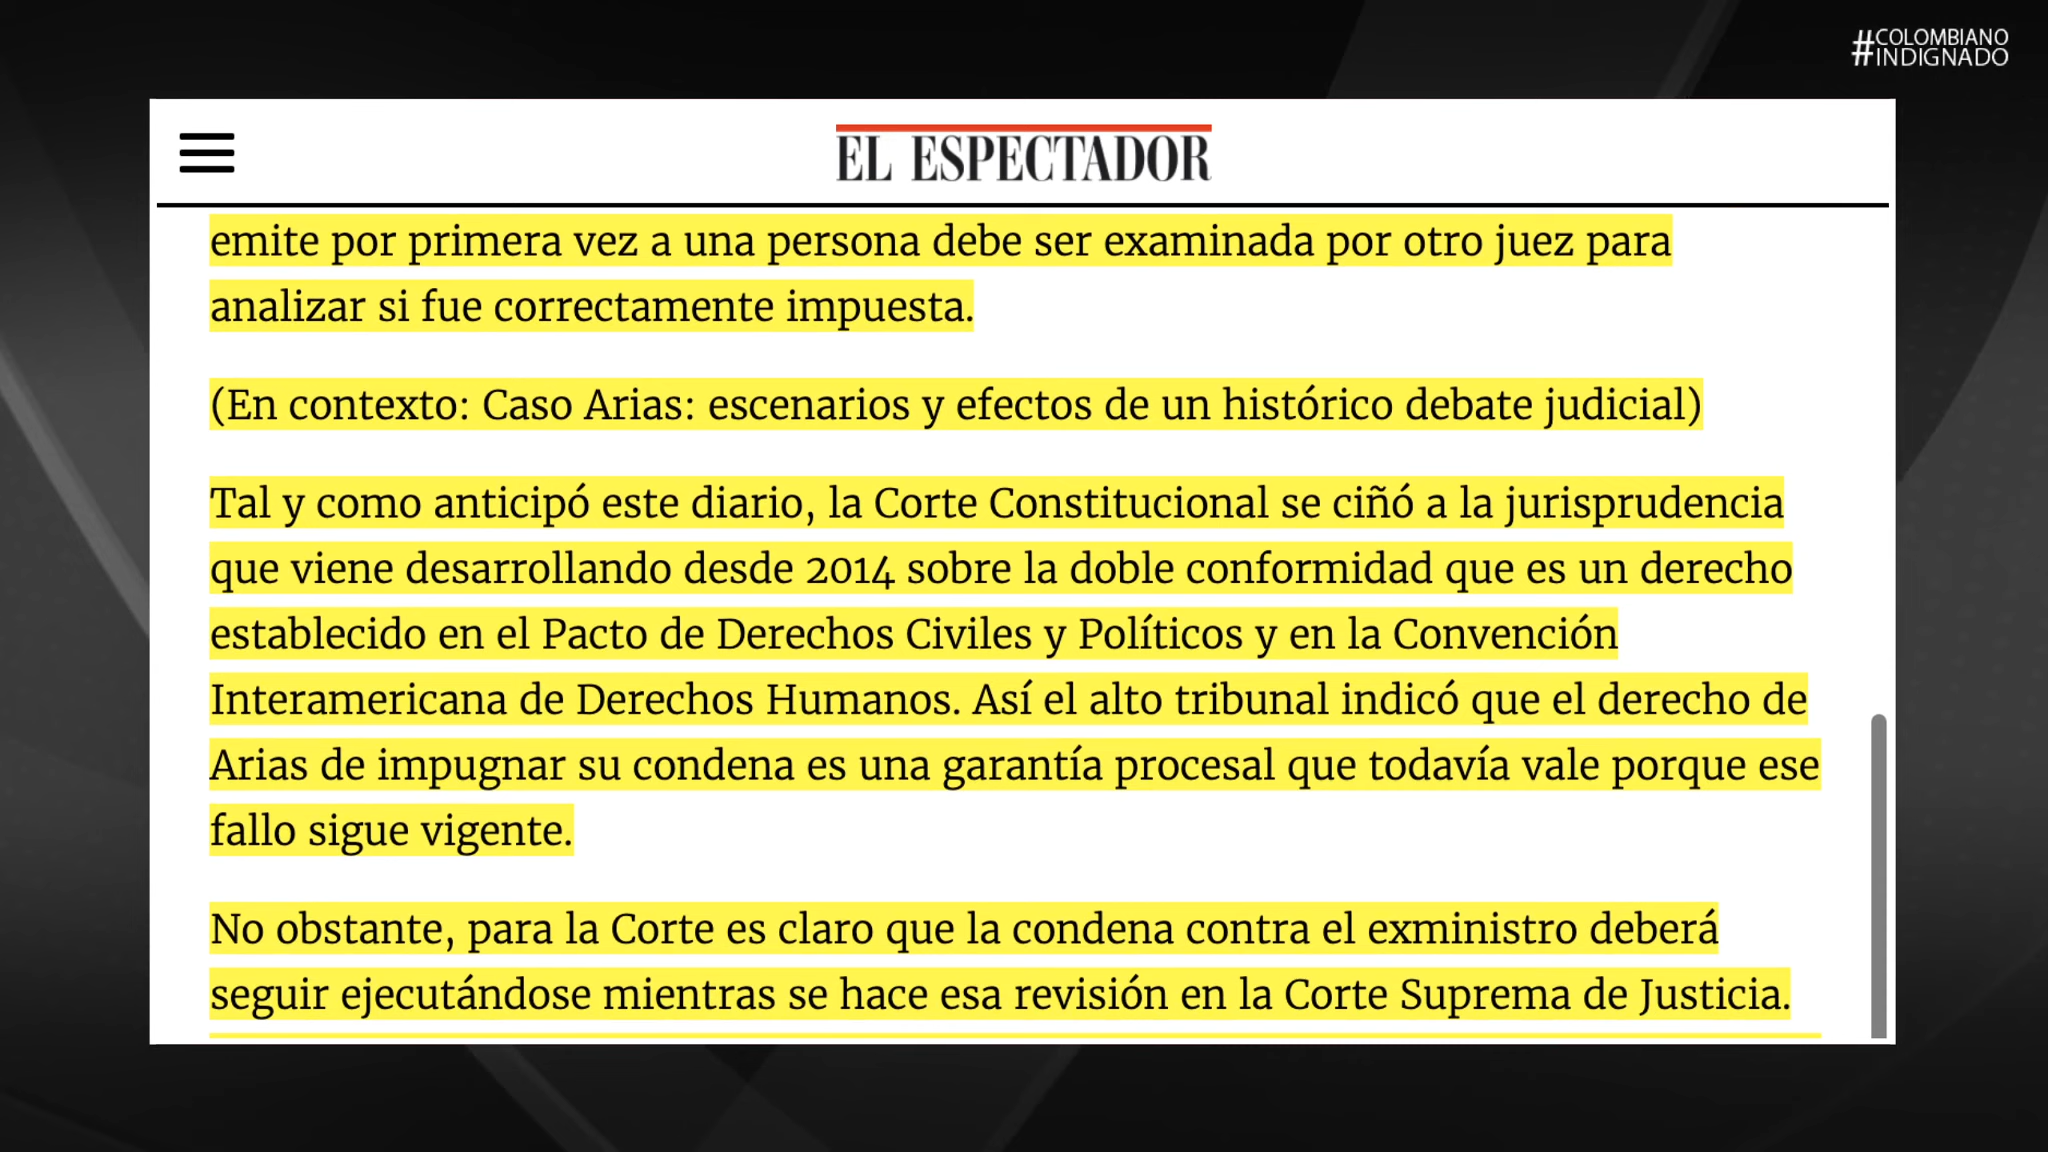 #COLOMBIANO
INDIGNADO
EL ESPECTADOR
emite por primera vez a una persona debe ser examinada por otro juez para
analizar si fue correctamente impuesta.
(En contexto: Caso Arias: escenarios y efectos de un histórico debate judicial)
Tal y como anticipó este diario, la Corte Constitucional se ciñó a la jurisprudencia
que viene desarrollando desde 2014 sobre la doble conformidad que es un derecho
establecido en el Pacto de Derechos Civiles y Políticos y en la Convención
Interamericana de Derechos Humanos. Así el alto tribunal indicó que el derecho de
Arias de impugnar su condena es una garantía procesal que todavía vale porque ese
fallo sigue vigente.
No obstante, para la Corte es claro que la condena contra el exministro deberá
seguir ejecutándose mientras se hace esa revisión en la Corte Suprema de Justicia.